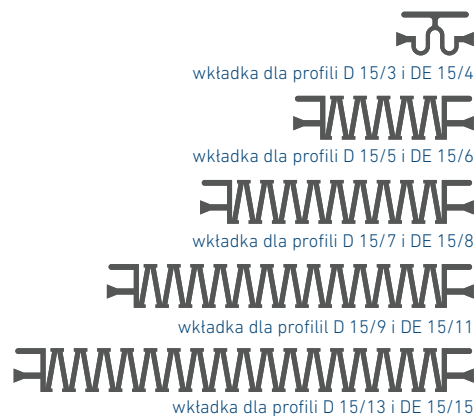 wkładka dla profili D 15/3 i DE 15/4
wkładka dla profili D 15/5 i DE 15/6
wkładka dla profili D 15/7 i DE 15/8
wkładka dla profilil D 15/9 i DE 15/11
wkładka dla profili D 15/13 i DE 15/15